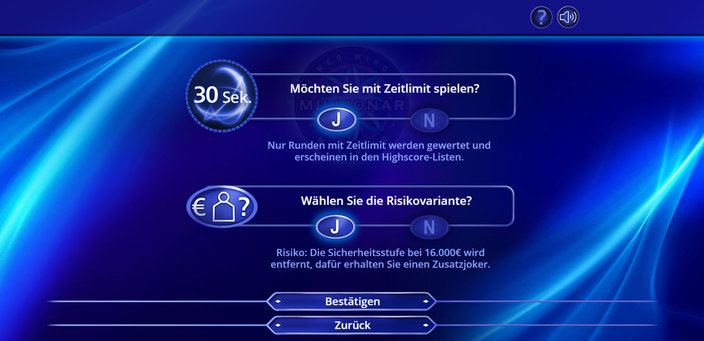 ?
30 Sek.
Möchten Sie mit Zeitlimit spielen?
J N
Nur Runden mit Zeitlimit werden gewertet und
erscheinen in den Highscore-Listen.
€ ?
Wählen Sie die Risikovariante?
J N
Risiko: Die Sicherheitsstufe bei 16.000€ wird
entfernt, dafür erhalten Sie einen Zusatzjoker.
Bestätigen
Zurück